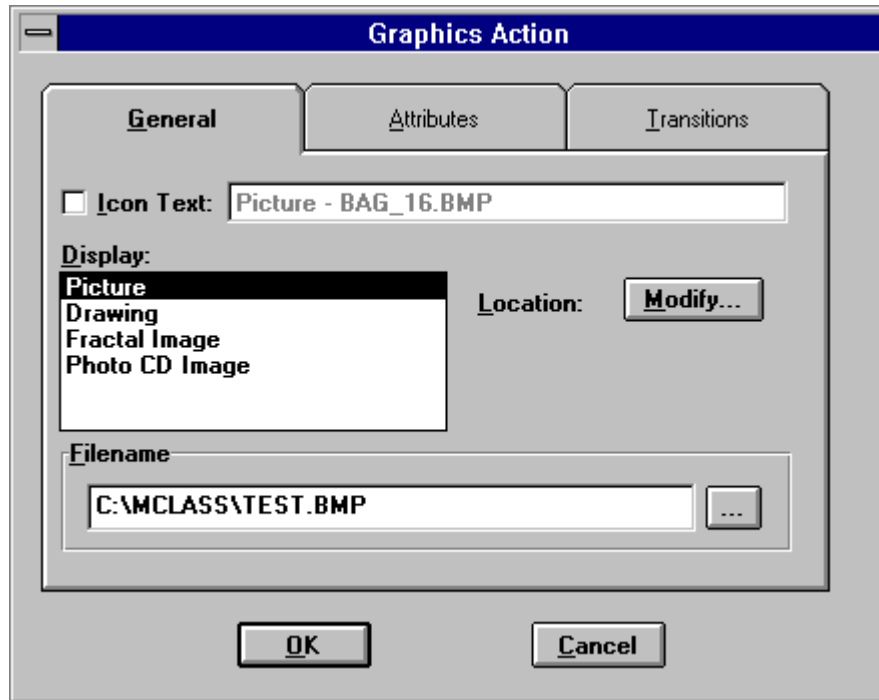 Graphics Action
General Attributes Transitions
Icon Text: Picture - BAG_16.BMP
Display:
Picture
Location: Modify...
Drawing
Fractal Image
Photo CD Image
Filename
C:\MCLASS\TEST.BMP ...
OK Cancel